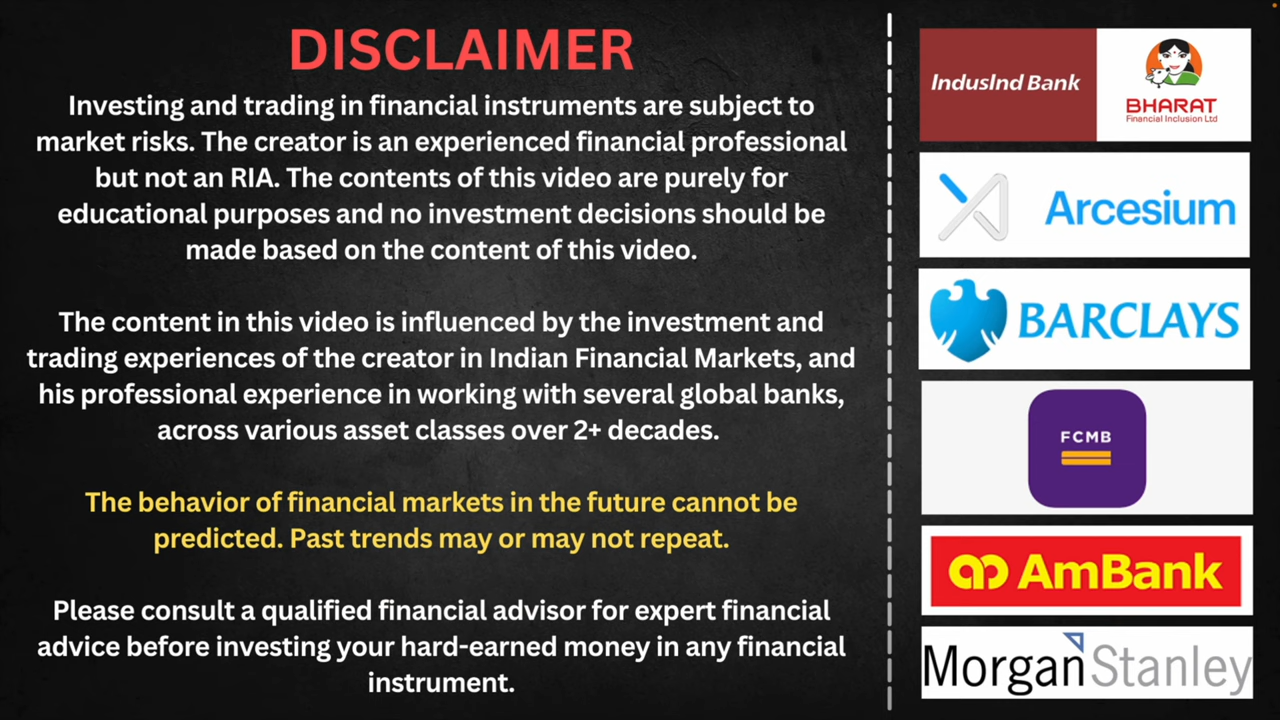 DISCLAIMER
Investing and trading in financial instruments are subject to
market risks. The creator is an experienced financial professional
but not an RIA. The contents of this video are purely for
educational purposes and no investment decisions should be
made based on the content of this video.
The content in this video is influenced by the investment and
trading experiences of the creator in Indian Financial Markets, and
his professional experience in working with several global banks,
across various asset classes over 2+ decades.
The behavior of financial markets in the future cannot be
predicted. Past trends may or may not repeat.
Please consult a qualified financial advisor for expert financial
advice before investing your hard-earned money in any financial
instrument.
IndusInd Bank
BHARAT
Financial Inclusion Ltd
Arcesium
BARCLAYS
FCMB
AmBank
Morgan Stanley